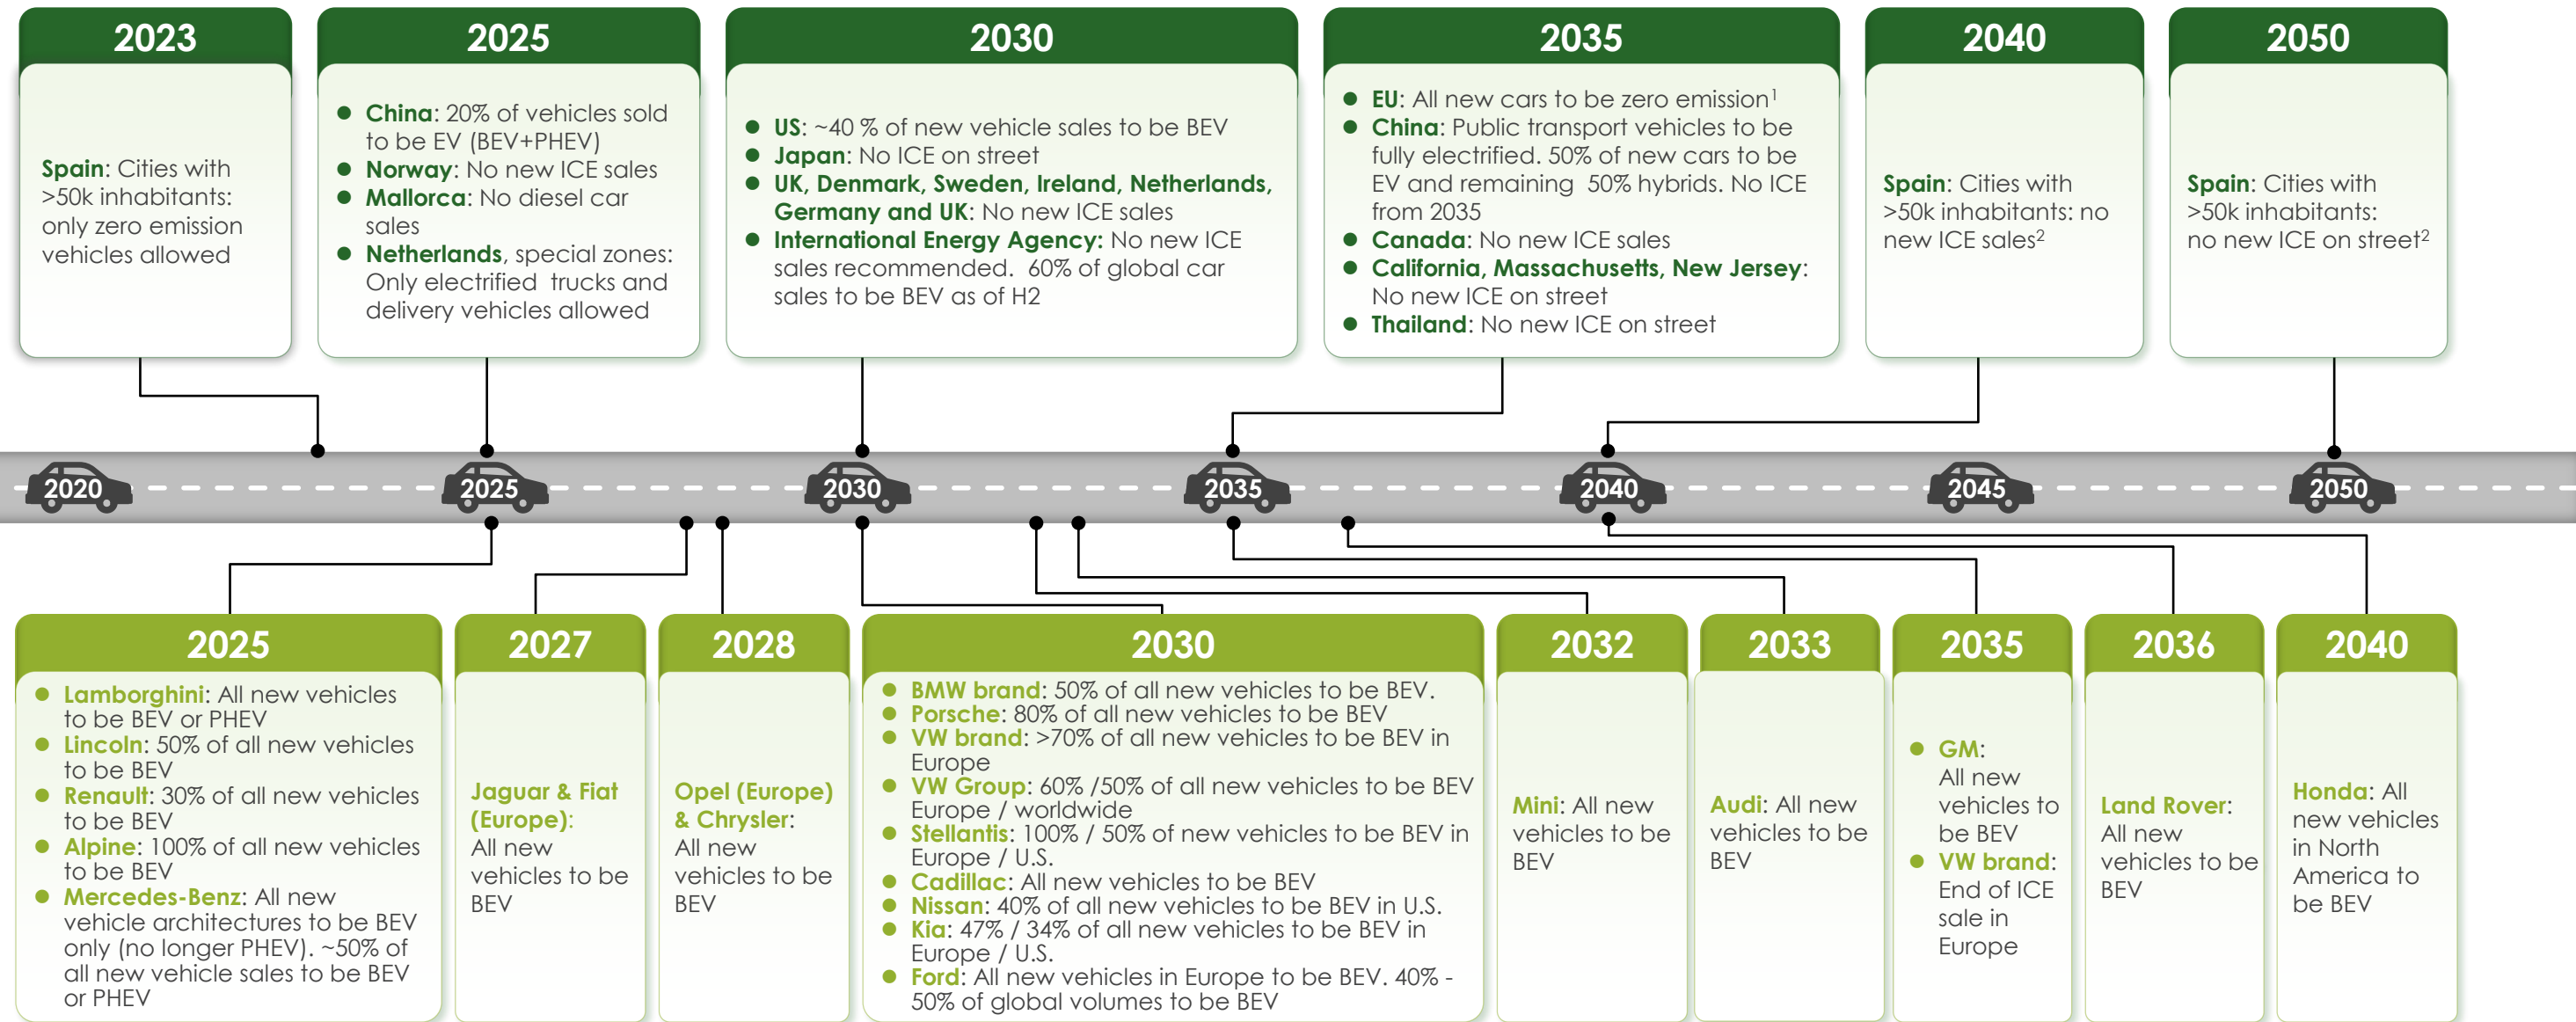 2023
Spain: Cities with
>50k inhabitants:
only zero emission
vehicles allowed
2025
China: 20% of vehicles sold
to be EV (BEV+PHEV)
Norway: No new ICE sales
Mallorca: No diesel car
sales
Netherlands, special zones:
Only electrified trucks and
delivery vehicles allowed
2030
US: ~40 % of new vehicle sales to be BEV
Japan: No ICE on street
UK, Denmark, Sweden, Ireland, Netherlands,
Germany and UK: No new ICE sales
International Energy Agency: No new ICE
sales recommended. 60% of global car
sales to be BEV as of H2
2035
EU: All new cars to be zero emission¹
China: Public transport vehicles to be
fully electrified. 50% of new cars to be
EV and remaining 50% hybrids. No ICE
from 2035
Canada: No new ICE sales
California, Massachusetts, New Jersey:
No new ICE on street
Thailand: No new ICE on street
2040
Spain: Cities with
>50k inhabitants: no
new ICE sales²
2050
Spain: Cities with
>50k inhabitants:
no new ICE on street²
2020
2025
2030
2035
2040
2045
2050
2025
Lamborghini: All new vehicles
to be BEV or PHEV
Lincoln: 50% of all new vehicles
to be BEV
Renault: 30% of all new vehicles
to be BEV
Alpine: 100% of all new vehicles
to be BEV
Mercedes-Benz: All new
vehicle architectures to be BEV
only (no longer PHEV). ~50% of
all new vehicle sales to be BEV
or PHEV
2027
Jaguar & Fiat
(Europe):
All new
vehicles to be
BEV
2028
Opel (Europe)
& Chrysler:
All new
vehicles to be
BEV
2030
BMW brand: 50% of all new vehicles to be BEV.
Porsche: 80% of all new vehicles to be BEV
VW brand: >70% of all new vehicles to be BEV in
Europe
VW Group: 60% /50% of all new vehicles to be BEV
Europe / worldwide
Stellantis: 100% / 50% of new vehicles to be BEV in
Europe / U.S.
Cadillac: All new vehicles to be BEV
Nissan: 40% of all new vehicles to be BEV in U.S.
Kia: 47% / 34% of all new vehicles to be BEV in
Europe / U.S.
Ford: All new vehicles in Europe to be BEV. 40% -
50% of global volumes to be BEV
2032
Mini: All new
vehicles to be
BEV
2033
Audi: All new
vehicles to be
BEV
2035
GM:
All new
vehicles to
be BEV
VW brand:
End of ICE
sale in
Europe
2036
Land Rover:
All new
vehicles to be
BEV
2040
Honda: All
new vehicles
in North
America to
be BEV